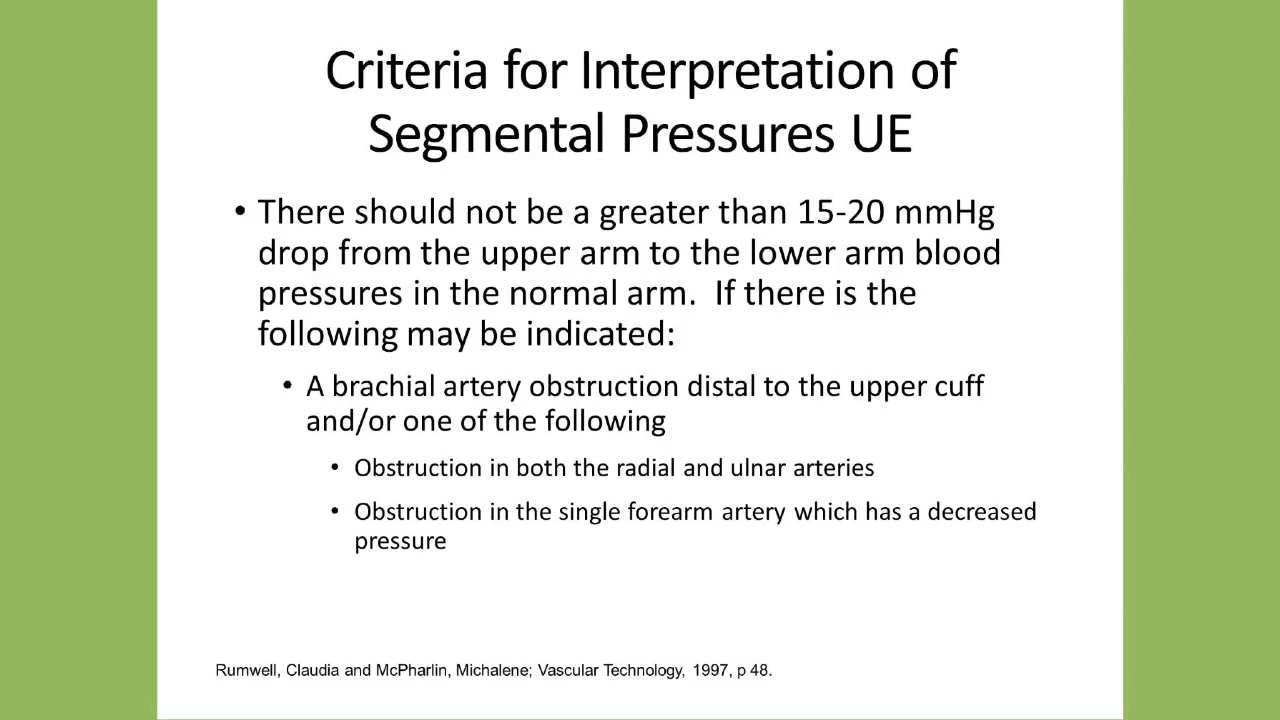 Criteria for Interpretation of
Segmental Pressures UE
• There should not be a greater than 15-20 mmHg
drop from the upper arm to the lower arm blood
pressures in the normal arm.  If there is the
following may be indicated:
• A brachial artery obstruction distal to the upper cuff
and/or one of the following
• Obstruction in both the radial and ulnar arteries
• Obstruction in the single forearm artery which has a decreased
pressure
Rumwell, Claudia and McPharlin, Michalene; Vascular Technology, 1997, p 48.